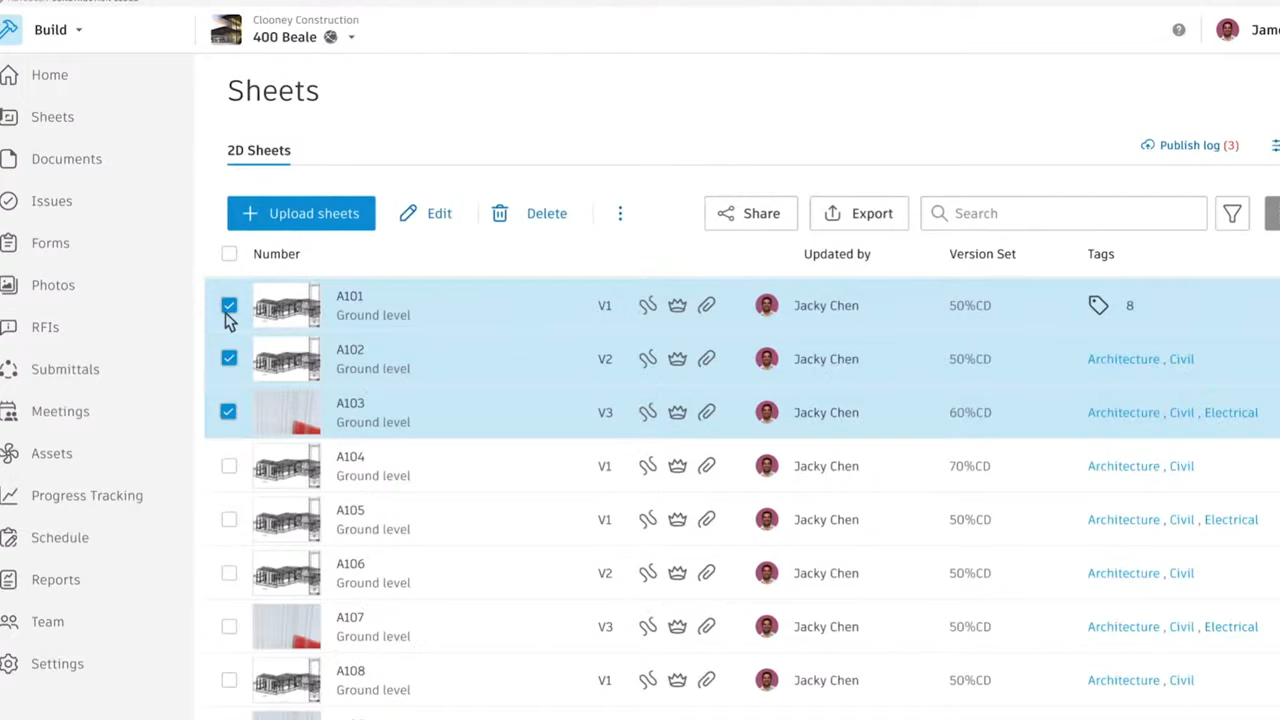 Build
Clooney Construction
400 Beale
Home
Sheets
Documents
Issues
Forms
Photos
RFIs
Submittals
Meetings
Assets
Progress Tracking
Schedule
Reports
Team
Settings
Sheets
2D Sheets
Publish log (3)
Upload sheets
Edit
Delete
Share
Export
Search
Number Updated by Version Set Tags
A101
Ground level
V1 Jacky Chen 50%CD 8
A102
Ground level
V2 Jacky Chen 50%CD Architecture , Civil
A103
Ground level
V3 Jacky Chen 60%CD Architecture , Civil , Electrical
A104
Ground level
V1 Jacky Chen 70%CD Architecture , Civil
A105
Ground level
V1 Jacky Chen 50%CD Architecture , Civil , Electrical
A106
Ground level
V2 Jacky Chen 50%CD Architecture , Civil
A107
Ground level
V3 Jacky Chen 50%CD Architecture , Civil , Electrical
A108
Ground level
V1 Jacky Chen 50%CD Architecture , Civil